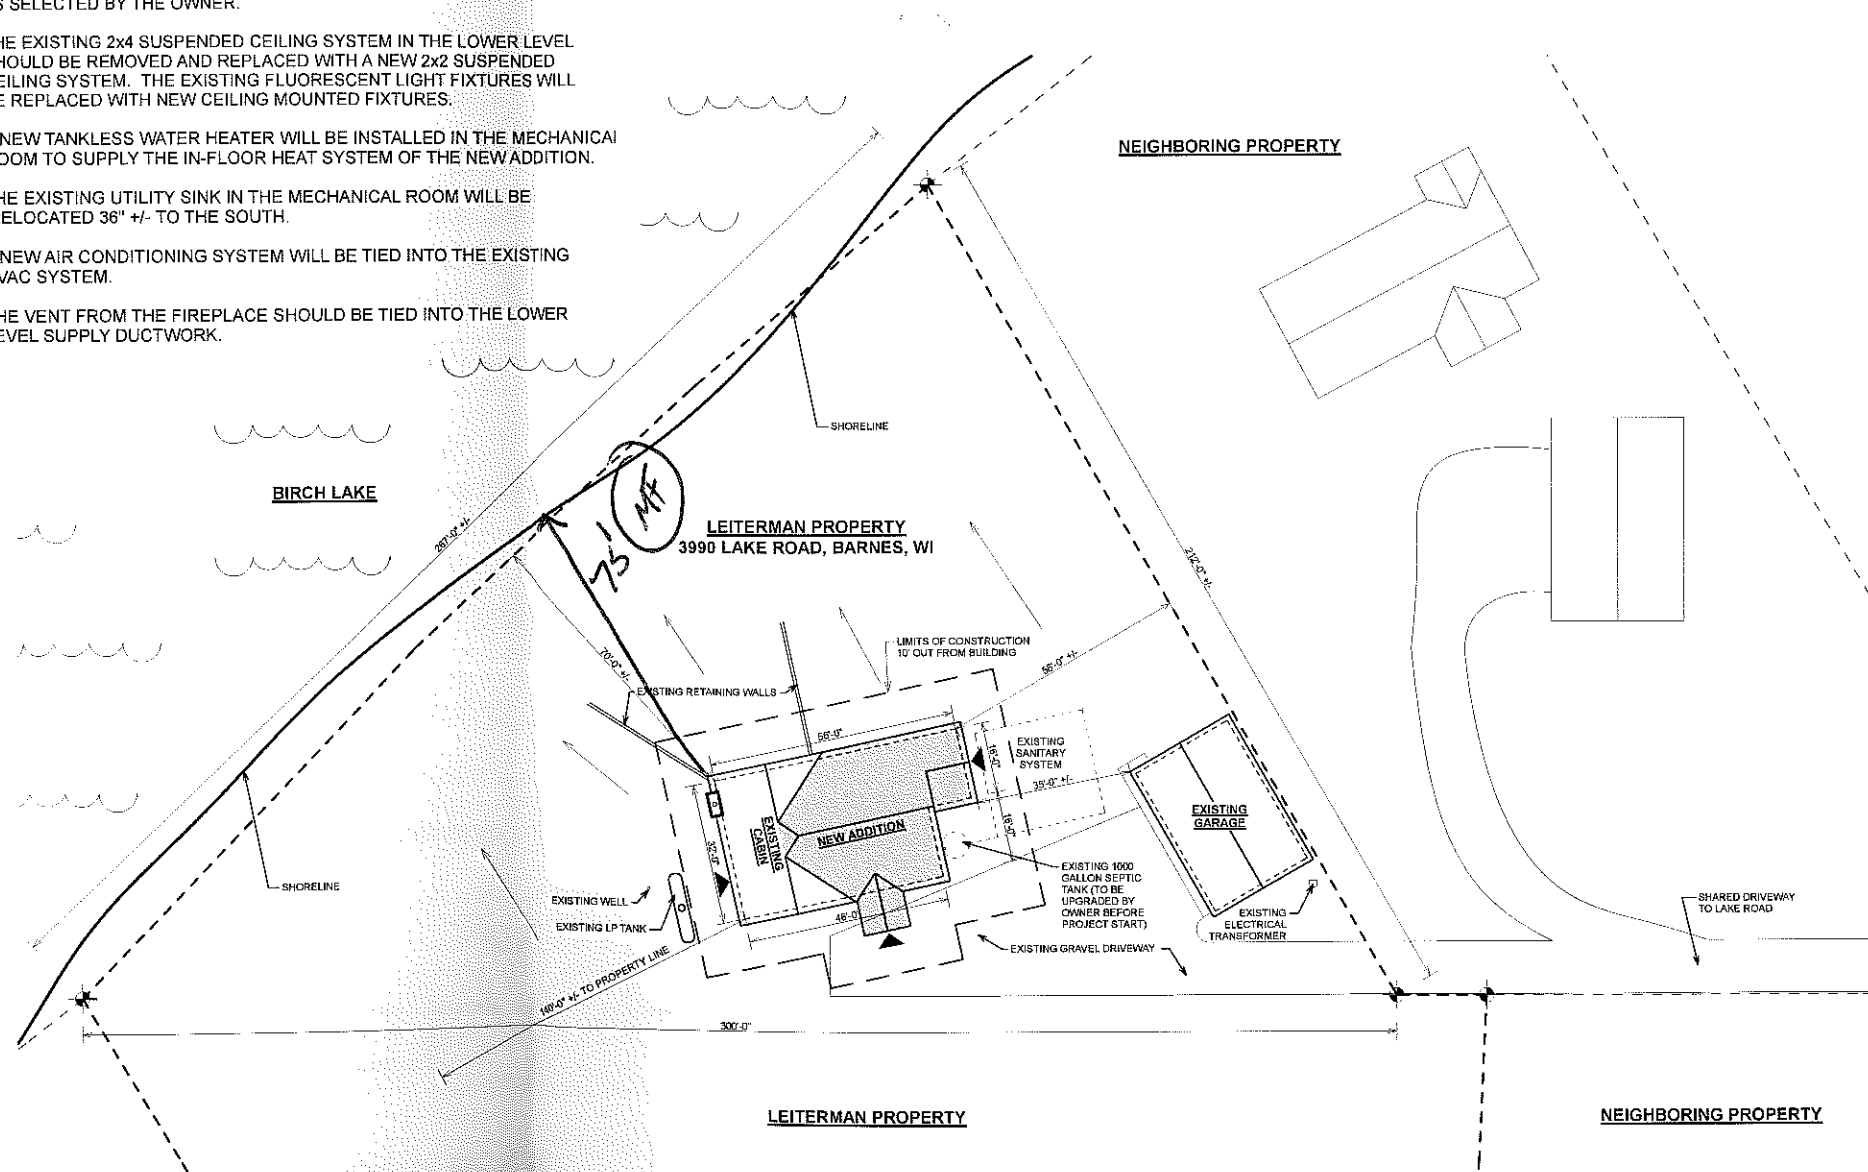 S SELECTED BY THE OWNER.
HE EXISTING 2x4 SUSPENDED CEILING SYSTEM IN THE LOWER LEVEL
HOULD BE REMOVED AND REPLACED WITH A NEW 2x2 SUSPENDED
EILING SYSTEM. THE EXISTING FLUORESCENT LIGHT FIXTURES WILL
E REPLACED WITH NEW CEILING MOUNTED FIXTURES.
NEW TANKLESS WATER HEATER WILL BE INSTALLED IN THE MECHANICAL
OOM TO SUPPLY THE IN-FLOOR HEAT SYSTEM OF THE NEW ADDITION.
HE EXISTING UTILITY SINK IN THE MECHANICAL ROOM WILL BE
ELOCATED 36" +/- TO THE SOUTH.
NEW AIR CONDITIONING SYSTEM WILL BE TIED INTO THE EXISTING
VAC SYSTEM.
HE VENT FROM THE FIREPLACE SHOULD BE TIED INTO THE LOWER
EVEL SUPPLY DUCTWORK.
NEIGHBORING PROPERTY
SHORELINE
BIRCH LAKE
267'-0" +/-
75'
MF
LEITERMAN PROPERTY
3990 LAKE ROAD, BARNES, WI
212'-0" +/-
LIMITS OF CONSTRUCTION
10' OUT FROM BUILDING
70'-0" +/-
56'-0" +/-
EXISTING RETAINING WALLS
56'-0"
EXISTING
SANITARY
SYSTEM
16'-0"
35'-0" +/-
16'-0"
EXISTING
GARAGE
EXISTING
CABIN
NEW ADDITION
32'-0"
46'-0"
EXISTING 1000
GALLON SEPTIC
TANK (TO BE
UPGRADED BY
OWNER BEFORE
PROJECT START)
SHORELINE
EXISTING WELL
EXISTING LP TANK
EXISTING
ELECTRICAL
TRANSFORMER
SHARED DRIVEWAY
TO LAKE ROAD
EXISTING GRAVEL DRIVEWAY
140'-0" +/- TO PROPERTY LINE
300'-0"
LEITERMAN PROPERTY
NEIGHBORING PROPERTY